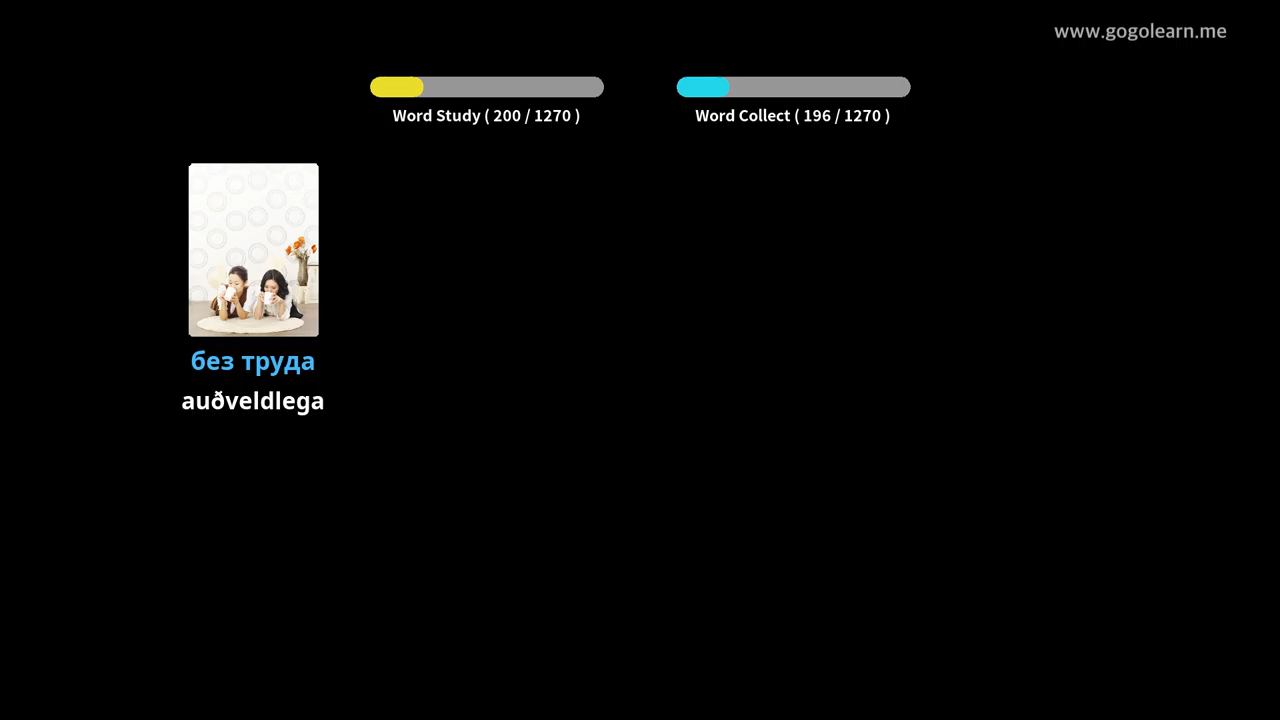 www.gogolearn.me
Word Study ( 200 / 1270 )
Word Collect ( 196 / 1270 )
без труда
auðveldlega